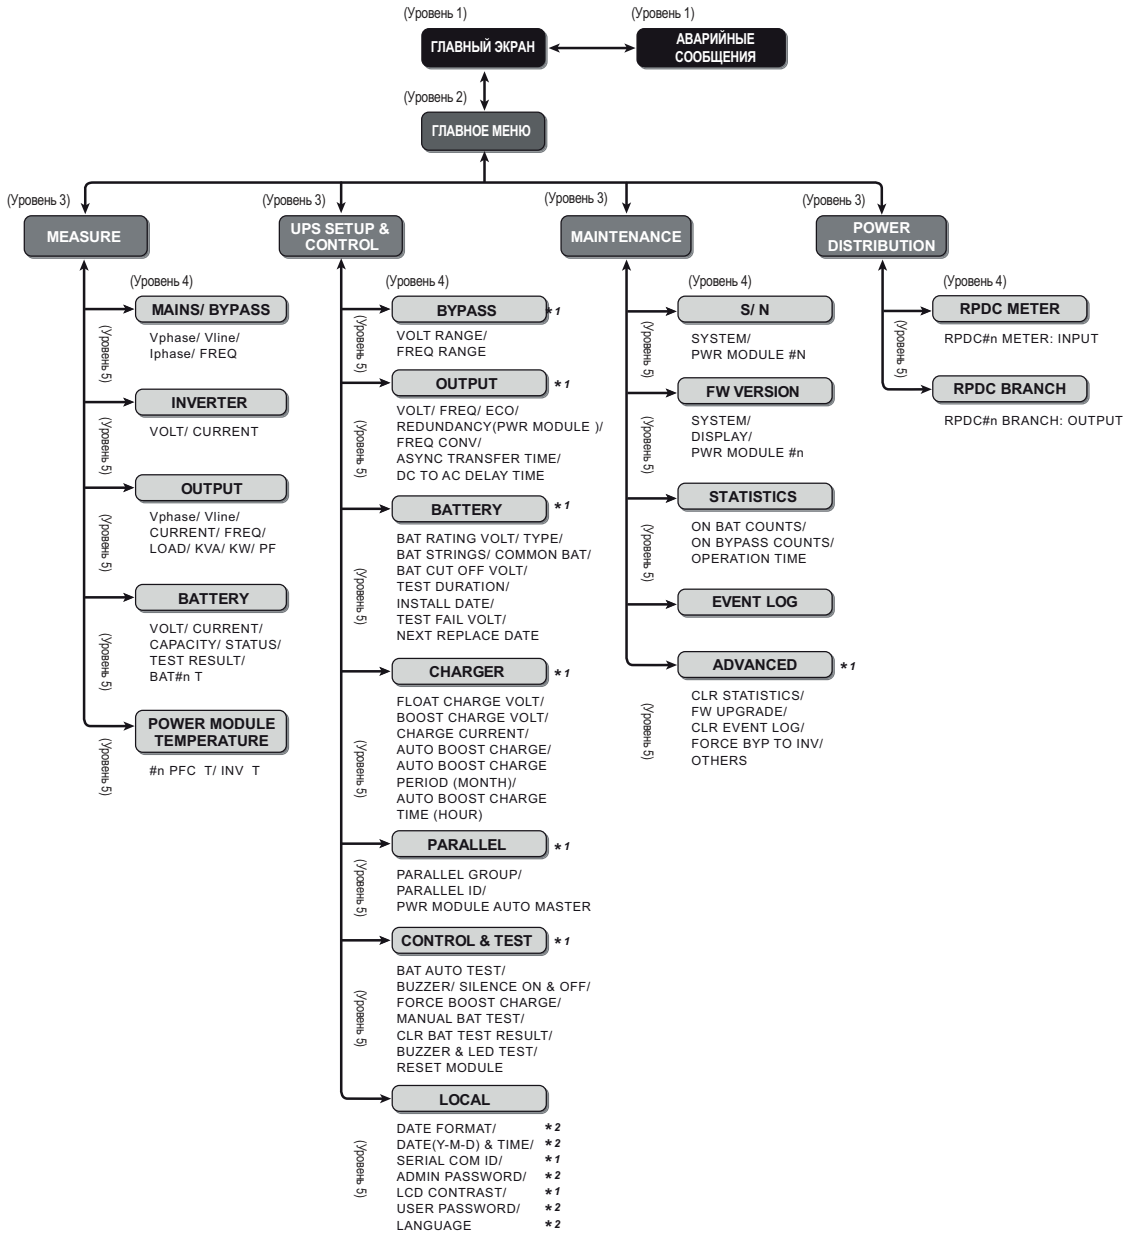 (Уровень 1)
ГЛАВНЫЙ ЭКРАН
(Уровень 1)
АВАРИЙНЫЕ
СООБЩЕНИЯ
(Уровень 2)
ГЛАВНОЕ МЕНЮ
(Уровень 3)
MEASURE
(Уровень 4)
MAINS/ BYPASS
(Уровень 5)
Vphase/ Vline/
Iphase/ FREQ
INVERTER
VOLT/ CURRENT
(Уровень 5)
OUTPUT
(Уровень 5)
Vphase/ Vline/
CURRENT/ FREQ/
LOAD/ KVA/ KW/ PF
BATTERY
(Уровень 5)
VOLT/ CURRENT/
CAPACITY/ STATUS/
TEST RESULT/
BAT#n T
POWER MODULE
TEMPERATURE
(Уровень 5)
#n PFC T/ INV T
(Уровень 3)
UPS SETUP &
CONTROL
(Уровень 4)
BYPASS *1
(Уровень 5)
VOLT RANGE/
FREQ RANGE
OUTPUT *1
(Уровень 5)
VOLT/ FREQ/ ECO/
REDUNDANCY(PWR MODULE )/
FREQ CONV/
ASYNC TRANSFER TIME/
DC TO AC DELAY TIME
BATTERY *1
(Уровень 5)
BAT RATING VOLT/ TYPE/
BAT STRINGS/ COMMON BAT/
BAT CUT OFF VOLT/
TEST DURATION/
INSTALL DATE/
TEST FAIL VOLT/
NEXT REPLACE DATE
CHARGER *1
(Уровень 5)
FLOAT CHARGE VOLT/
BOOST CHARGE VOLT/
CHARGE CURRENT/
AUTO BOOST CHARGE/
AUTO BOOST CHARGE
PERIOD (MONTH)/
AUTO BOOST CHARGE
TIME (HOUR)
PARALLEL *1
(Уровень 5)
PARALLEL GROUP/
PARALLEL ID/
PWR MODULE AUTO MASTER
CONTROL & TEST *1
(Уровень 5)
BAT AUTO TEST/
BUZZER/ SILENCE ON & OFF/
FORCE BOOST CHARGE/
MANUAL BAT TEST/
CLR BAT TEST RESULT/
BUZZER & LED TEST/
RESET MODULE
LOCAL
(Уровень 5)
DATE FORMAT/ *2
DATE(Y-M-D) & TIME/ *2
SERIAL COM ID/ *1
ADMIN PASSWORD/ *2
LCD CONTRAST/ *1
USER PASSWORD/ *2
LANGUAGE *2
(Уровень 3)
MAINTENANCE
(Уровень 4)
S/ N
(Уровень 5)
SYSTEM/
PWR MODULE #N
FW VERSION
(Уровень 5)
SYSTEM/
DISPLAY/
PWR MODULE #n
STATISTICS
(Уровень 5)
ON BAT COUNTS/
ON BYPASS COUNTS/
OPERATION TIME
EVENT LOG
ADVANCED *1
(Уровень 5)
CLR STATISTICS/
FW UPGRADE/
CLR EVENT LOG/
FORCE BYP TO INV/
OTHERS
(Уровень 3)
POWER
DISTRIBUTION
(Уровень 4)
RPDC METER
(Уровень 5)
RPDC#n METER: INPUT
RPDC BRANCH
RPDC#n BRANCH: OUTPUT